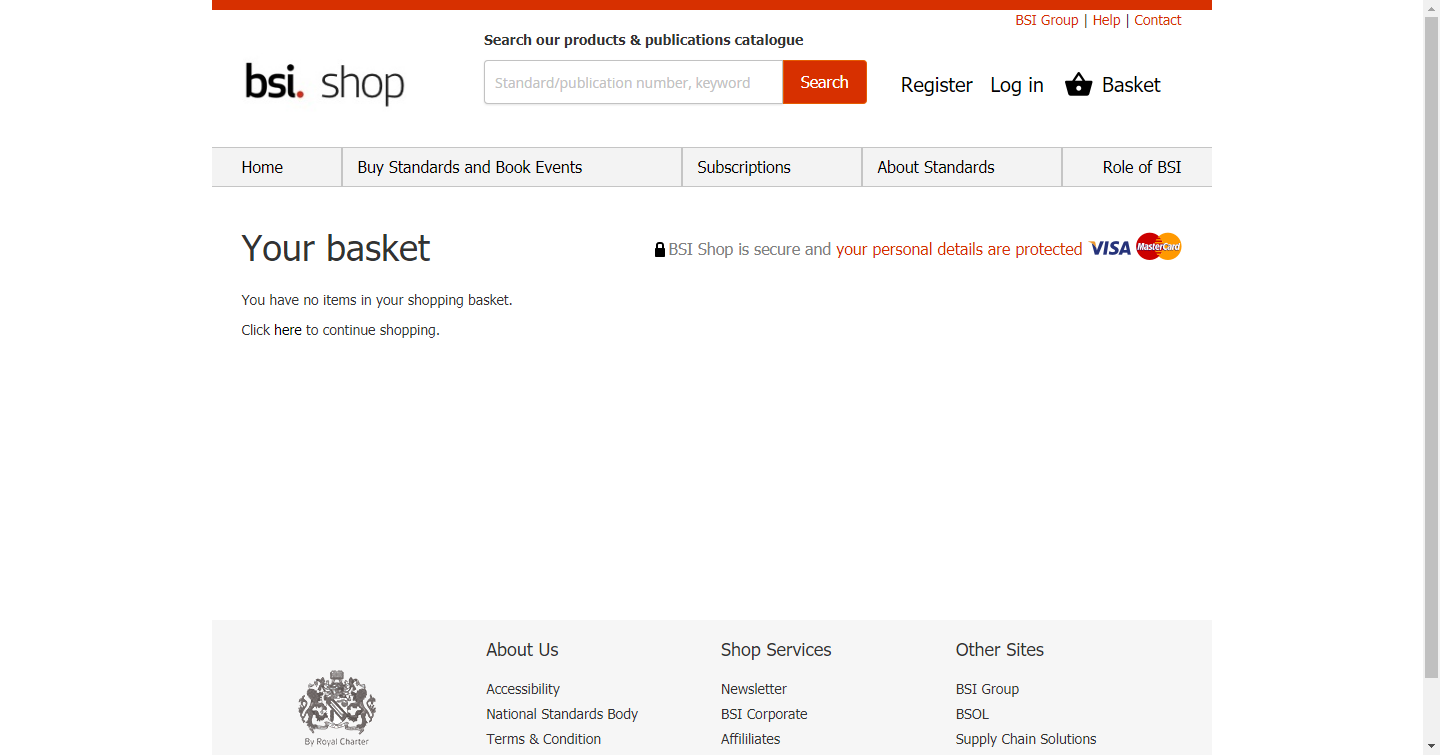 BSI Group | Help | Contact
Search our products & publications catalogue
bsi. shop
Standard/publication number, keyword
Search
Register
Log in
Basket
Home
Buy Standards and Book Events
Subscriptions
About Standards
Role of BSI
Your basket
BSI Shop is secure and your personal details are protected VISA MasterCard
You have no items in your shopping basket.
Click here to continue shopping.
By Royal Charter
About Us
Accessibility
National Standards Body
Terms & Condition
Shop Services
Newsletter
BSI Corporate
Affililiates
Other Sites
BSI Group
BSOL
Supply Chain Solutions